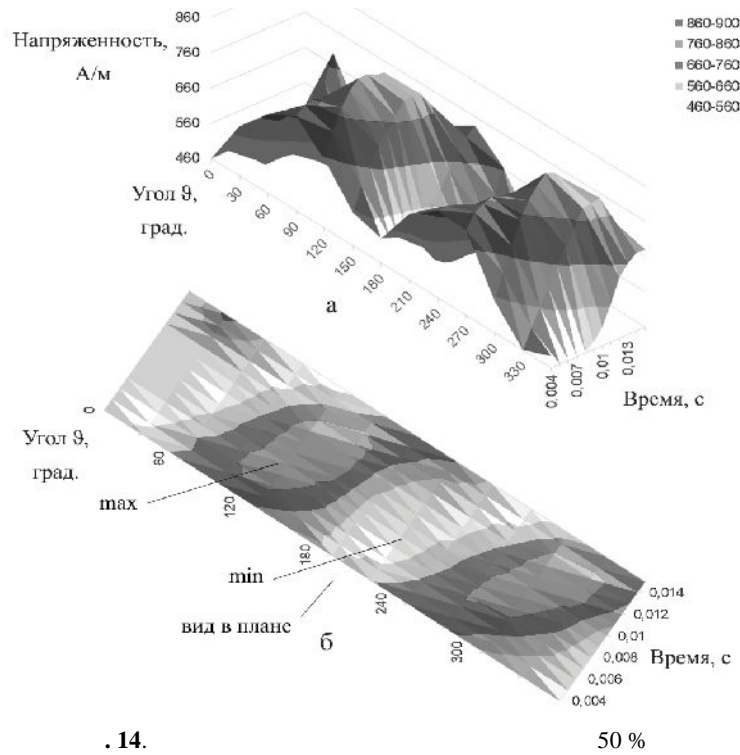 860
Напряженность,
760
А/м
660
560
460
860-900
760-860
660-760
560-660
460-560
Угол θ,
град.
0
30
60
90
120
150
180
210
240
270
300
330
0.004
0,007
0,01
0,013
Время, с
а
0
Угол θ,
град.
60
120
180
240
300
max
min
вид в плане
б
0,014
0,012
0,01
0,008
0,006
0,004
Время, с
. 14. 50 %